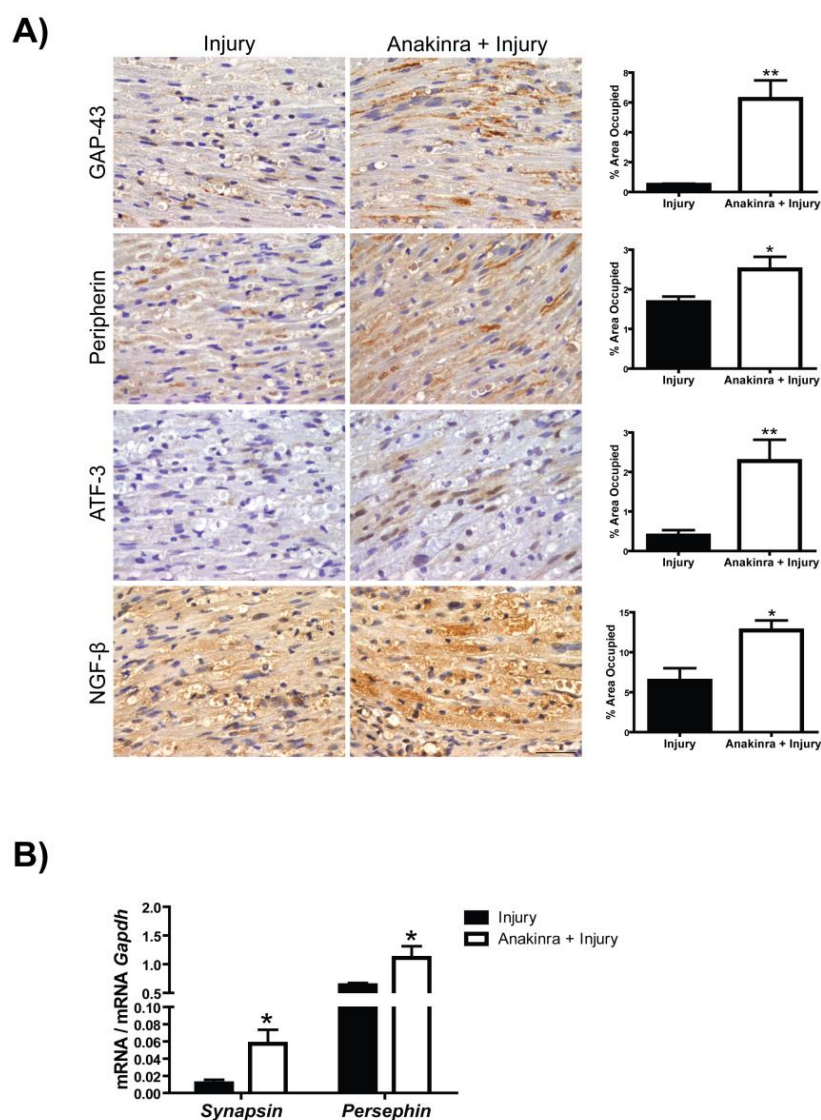 A)
Injury
Anakinra + Injury
GAP-43
% Area Occupied
8
6
4
2
0
**
Injury
Anakinra + Injury
Peripherin
% Area Occupied
3
2
1
0
*
Injury
Anakinra + Injury
ATF-3
% Area Occupied
3
2
1
0
**
Injury
Anakinra + Injury
NGF-β
% Area Occupied
15
10
5
0
*
Injury
Anakinra + Injury
B)
mRNA / mRNA Gapdh
2.0
1.5
1.0
0.5
0.10
0.08
0.06
0.04
0.02
0.00
*
*
Synapsin
Persephin
Injury
Anakinra + Injury